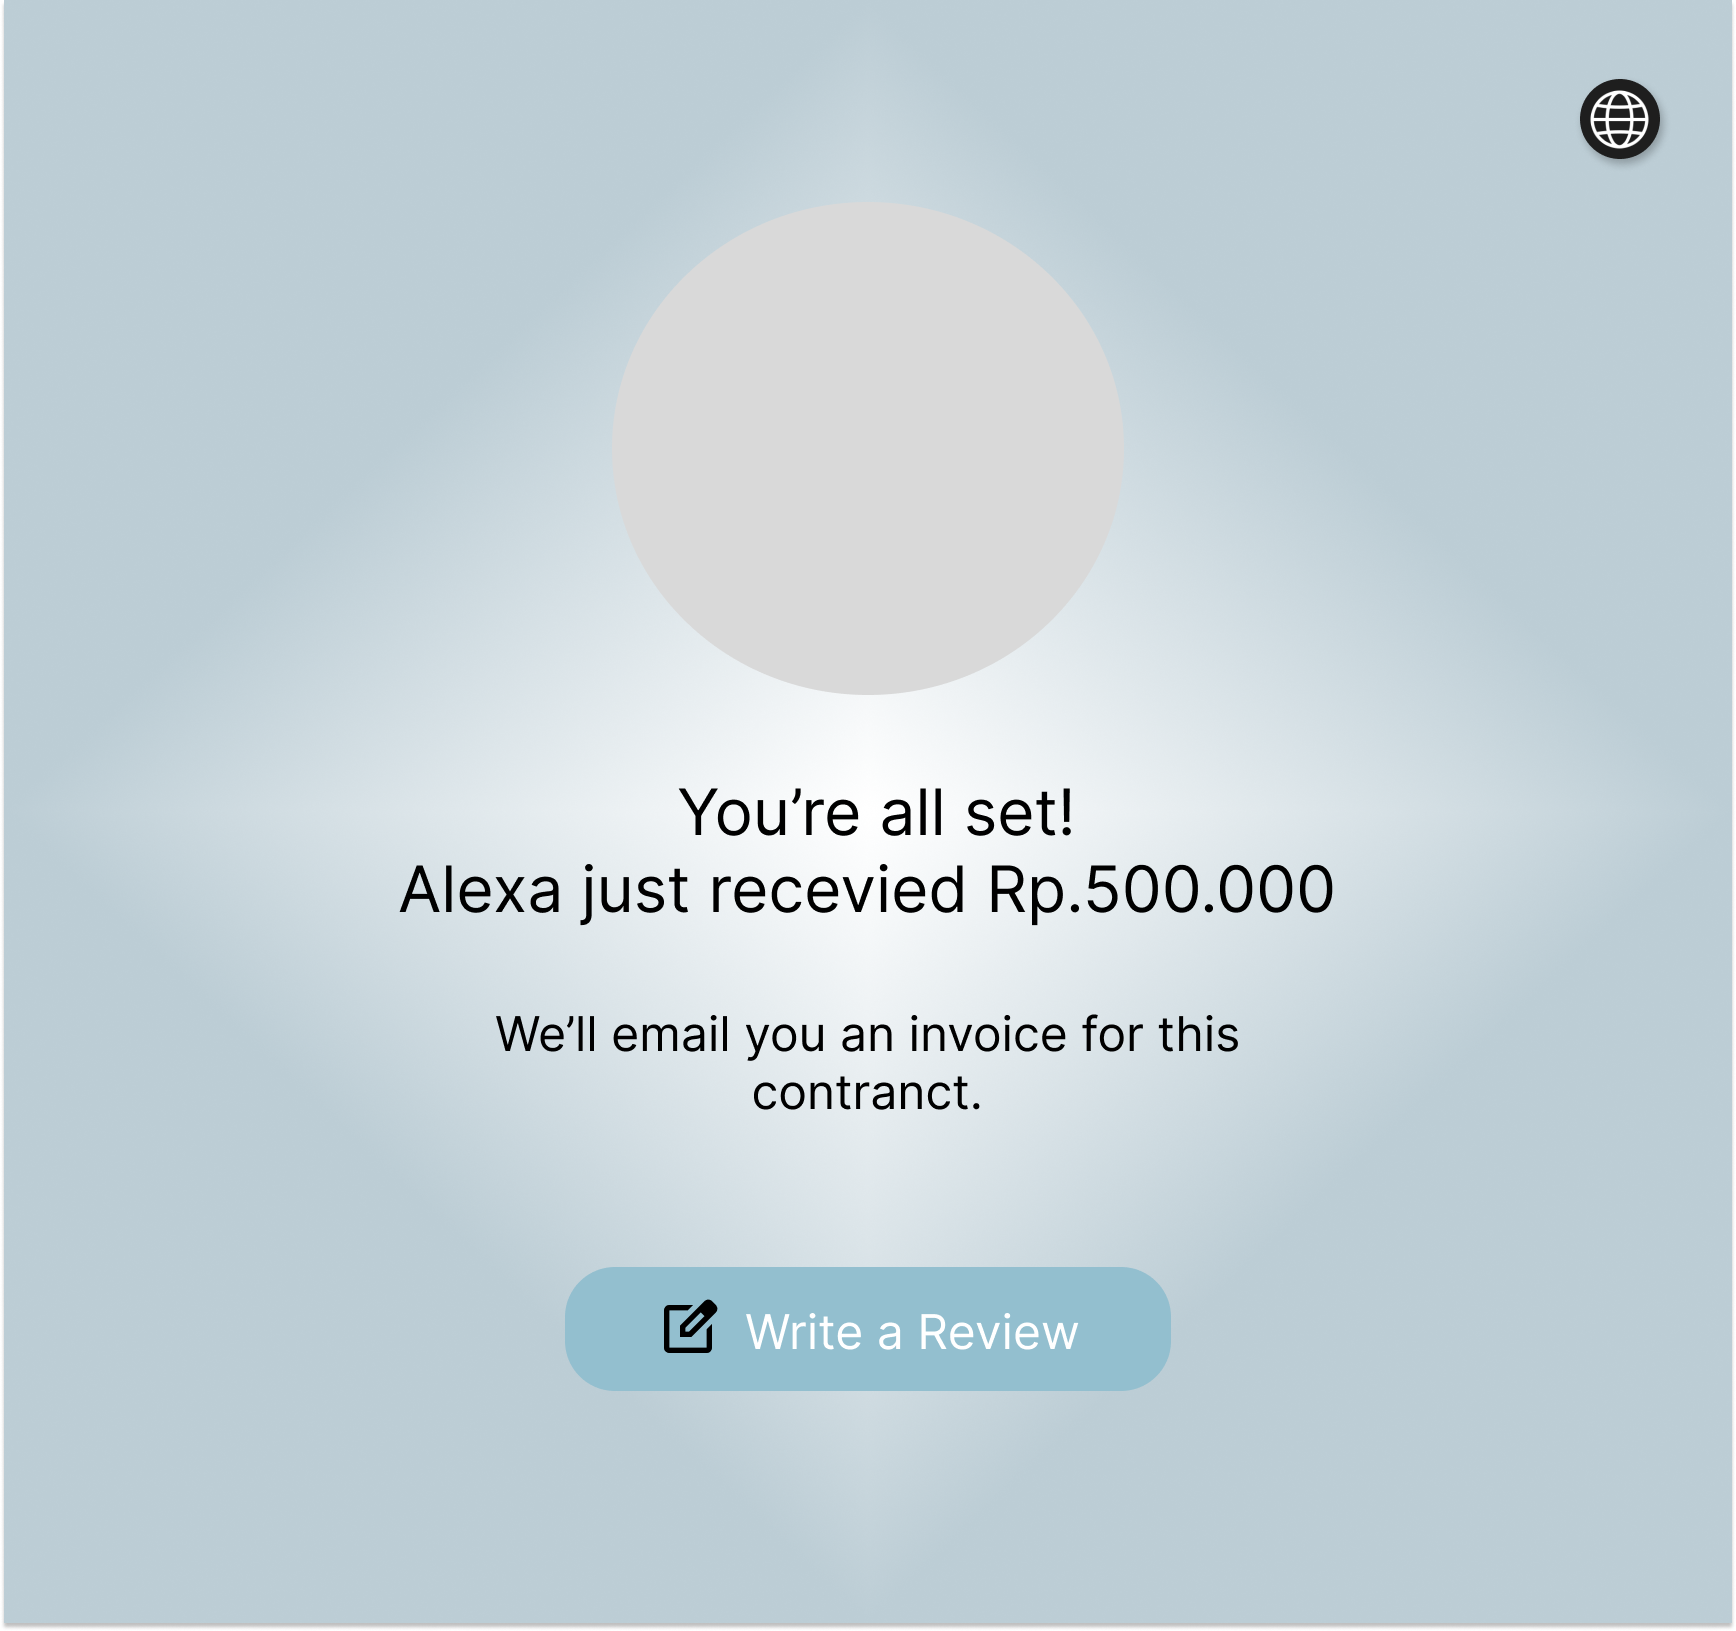 You’re all set!
Alexa just recevied Rp.500.000
We’ll email you an invoice for this
contranct.
Write a Review